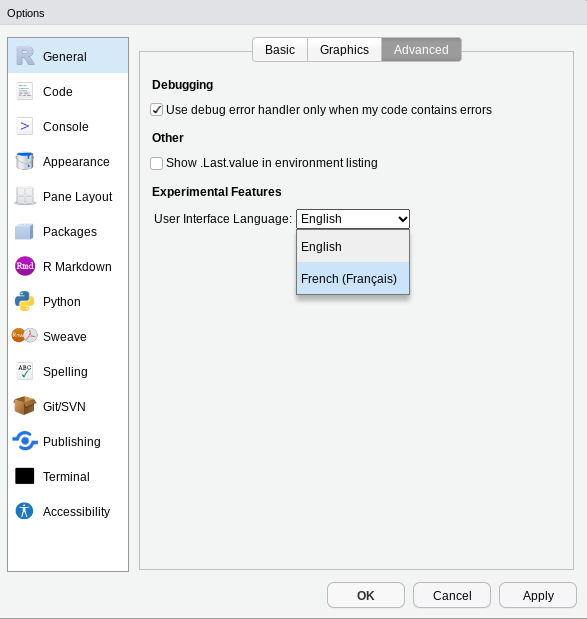 Options
General
Code
Console
Appearance
Pane Layout
Packages
R Markdown
Python
Sweave
Spelling
Git/SVN
Publishing
Terminal
Accessibility
Basic Graphics Advanced
Debugging
Use debug error handler only when my code contains errors
Other
Show .Last.value in environment listing
Experimental Features
User Interface Language: English
English
French (Français)
OK Cancel Apply
R
Rmd
ABC